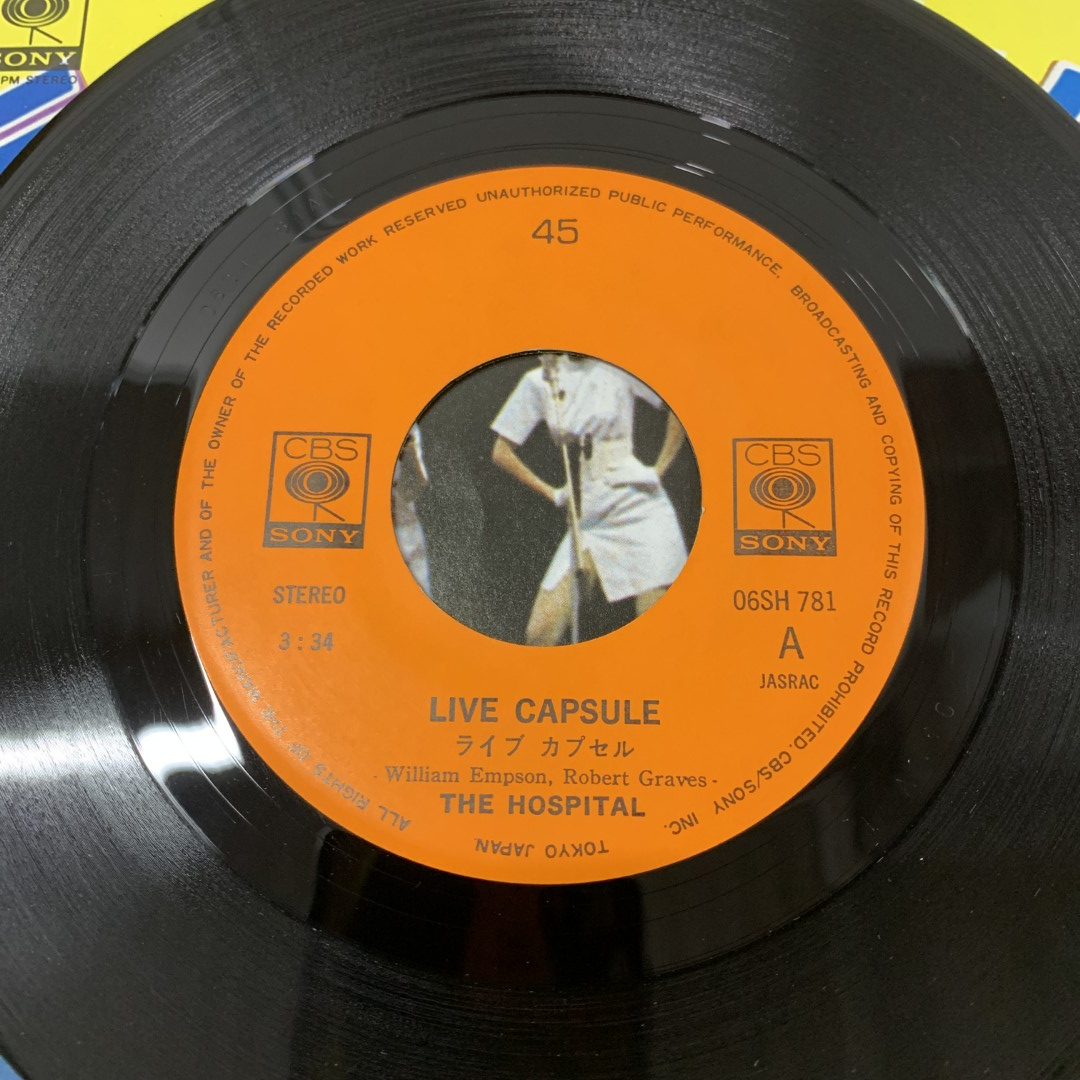 SONY
PM STEREO
45
ALL RIGHTS OF THE MANUFACTURER AND OF THE OWNER OF THE RECORDED WORK RESERVED UNAUTHORIZED PUBLIC PERFORMANCE. BROADCASTING AND COPYING OF THIS RECORD PROHIBITED. CBS/SONY INC.
TOKYO JAPAN
CBS
SONY
CBS
SONY
STEREO
3:34
06SH 781
A
JASRAC
LIVE CAPSULE
ライブ カプセル
- William Empson, Robert Graves -
THE HOSPITAL